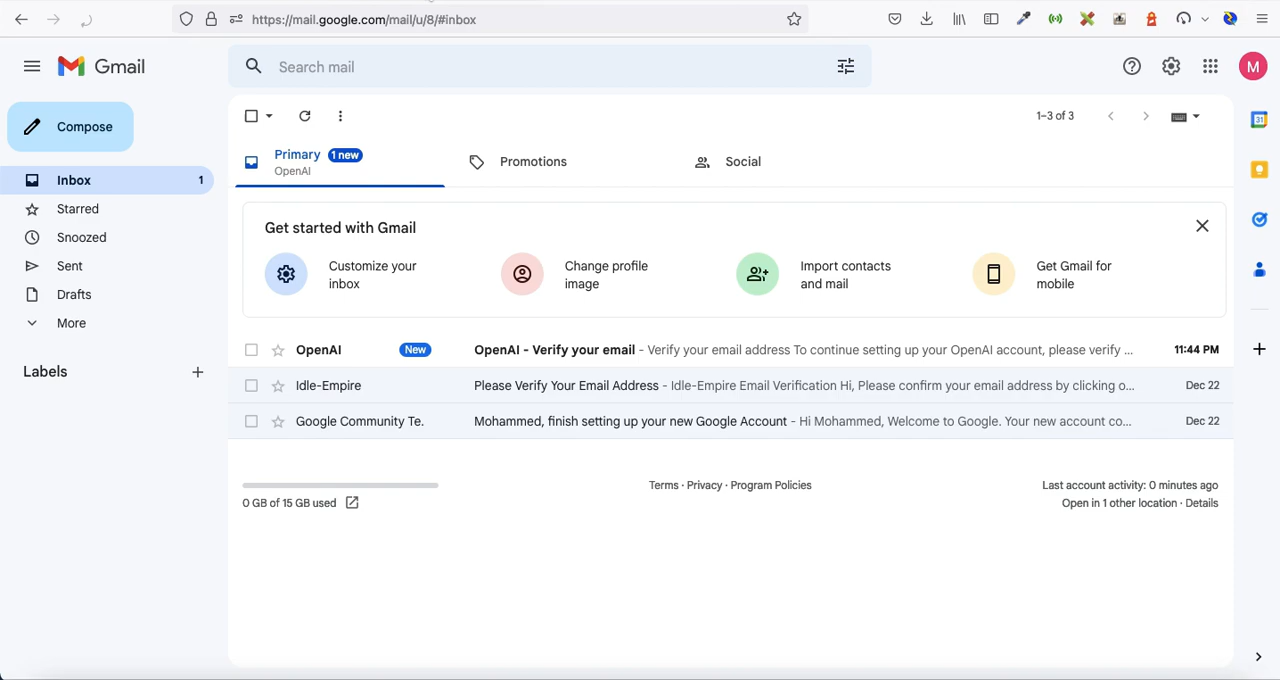 https://mail.google.com/mail/u/8/#inbox
Gmail
Search mail
M
Compose
1–3 of 3
31
Primary 1 new
OpenAI
Promotions
Social
Inbox 1
Starred
Snoozed
Sent
Drafts
More
Labels
Get started with Gmail
Customize your
inbox
Change profile
image
Import contacts
and mail
Get Gmail for
mobile
OpenAI New OpenAI - Verify your email - Verify your email address To continue setting up your OpenAI account, please verify ... 11:44 PM
Idle-Empire Please Verify Your Email Address - Idle-Empire Email Verification Hi, Please confirm your email address by clicking o... Dec 22
Google Community Te. Mohammed, finish setting up your new Google Account - Hi Mohammed, Welcome to Google. Your new account co... Dec 22
0 GB of 15 GB used
Terms · Privacy · Program Policies
Last account activity: 0 minutes ago
Open in 1 other location · Details